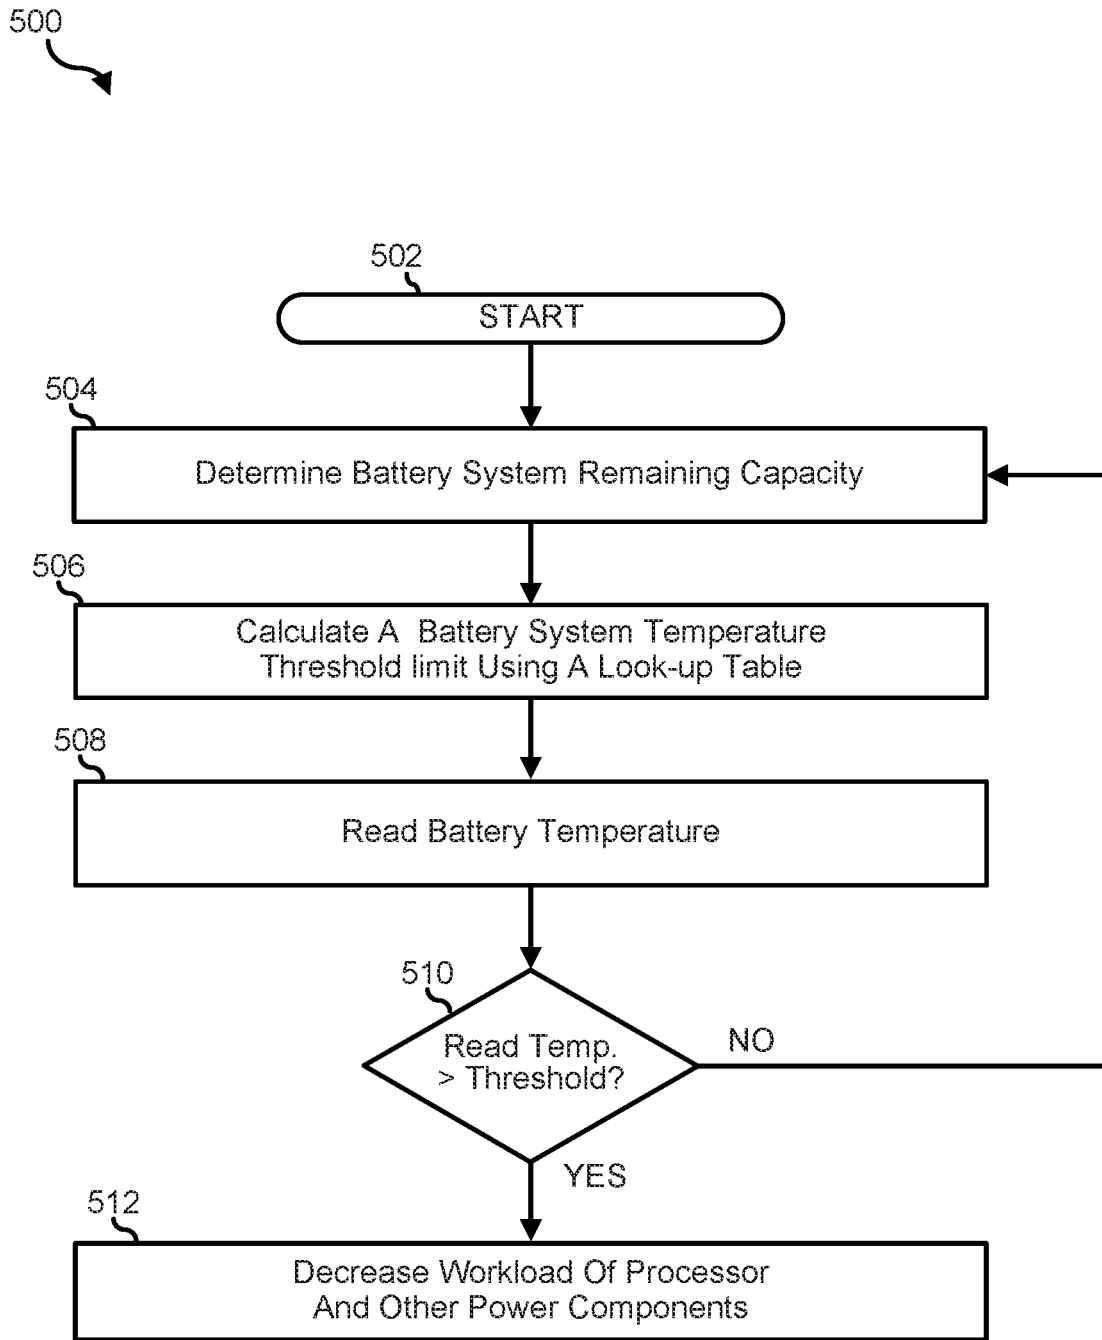 500
502
START
504
Determine Battery System Remaining Capacity
506
Calculate A Battery System Temperature
Threshold limit Using A Look-up Table
508
Read Battery Temperature
510
Read Temp.
> Threshold?
NO
YES
512
Decrease Workload Of Processor
And Other Power Components